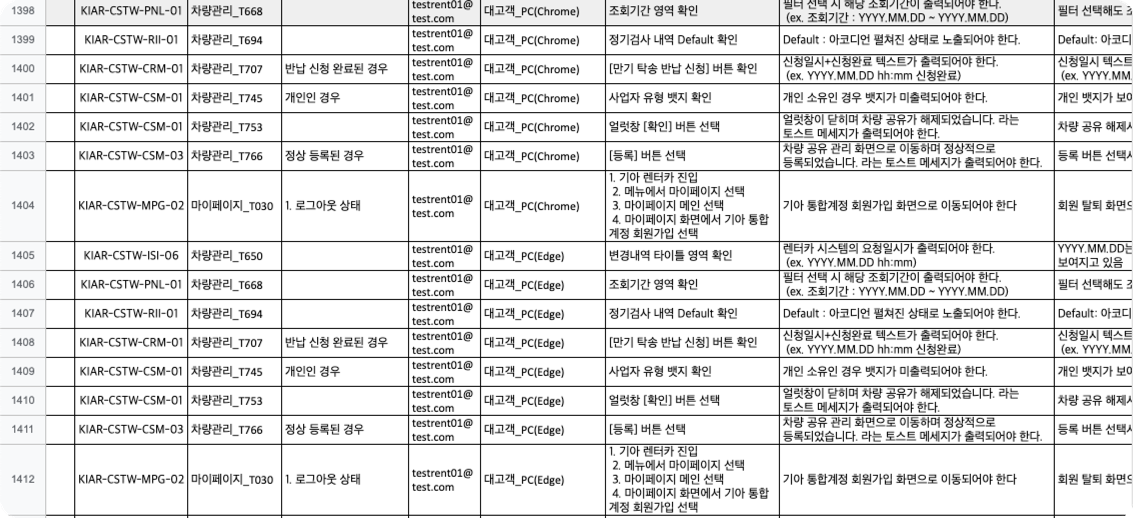 1398 KIAR-CSTW-PNL-01 차량관리_T668 testrent01@test.com 대고객_PC(Chrome) 조회기간 영역 확인 필터 선택 시 해당 조회기간이 출력되어야 한다. (ex. 조회기간 : YYYY.MM.DD ~ YYYY.MM.DD) 필터 선택해도
1399 KIAR-CSTW-RII-01 차량관리_T694 testrent01@test.com 대고객_PC(Chrome) 정기검사 내역 Default 확인 Default : 아코디언 펼쳐진 상태로 노출되어야 한다. Default: 아코디
1400 KIAR-CSTW-CRM-01 차량관리_T707 반납 신청 완료된 경우 testrent01@test.com 대고객_PC(Chrome) [만기 탁송 반납 신청] 버튼 확인 신청일시+신청완료 텍스트가 출력되어야 한다. (ex. YYYY.MM.DD hh:mm 신청완료) 신청일시 텍스 (ex. YYYY.MM
1401 KIAR-CSTW-CSM-01 차량관리_T745 개인인 경우 testrent01@test.com 대고객_PC(Chrome) 사업자 유형 뱃지 확인 개인 소유인 경우 뱃지가 미출력되어야 한다. 개인 뱃지가 보
1402 KIAR-CSTW-CSM-01 차량관리_T753 testrent01@test.com 대고객_PC(Chrome) 얼럿창 [확인] 버튼 선택 얼럿창이 닫히며 차량 공유가 해제되었습니다. 라는 토스트 메세지가 출력되어야 한다. 차량 공유 해제
1403 KIAR-CSTW-CSM-03 차량관리_T766 정상 등록된 경우 testrent01@test.com 대고객_PC(Chrome) [등록] 버튼 선택 차량 공유 관리 화면으로 이동하며 정상적으로 등록되었습니다. 라는 토스트 메세지가 출력되어야 한다. 등록 버튼 선택
1404 KIAR-CSTW-MPG-02 마이페이지_T030 1. 로그아웃 상태 testrent01@test.com 대고객_PC(Chrome) 1. 기아 렌터카 진입 2. 메뉴에서 마이페이지 선택 3. 마이페이지 메인 선택 4. 마이페이지 화면에서 기아 통합계정 회원가입 선택 기아 통합계정 회원가입 화면으로 이동되어야 한다 회원 탈퇴 화면
1405 KIAR-CSTW-ISI-06 차량관리_T650 testrent01@test.com 대고객_PC(Edge) 변경내역 타이틀 영역 확인 렌터카 시스템의 요청일시가 출력되어야 한다. (ex. YYYY.MM.DD hh:mm) YYYY.MM.DD는 보여지고 있음
1406 KIAR-CSTW-PNL-01 차량관리_T668 testrent01@test.com 대고객_PC(Edge) 조회기간 영역 확인 필터 선택 시 해당 조회기간이 출력되어야 한다. (ex. 조회기간 : YYYY.MM.DD ~ YYYY.MM.DD) 필터 선택해도
1407 KIAR-CSTW-RII-01 차량관리_T694 testrent01@test.com 대고객_PC(Edge) 정기검사 내역 Default 확인 Default : 아코디언 펼쳐진 상태로 노출되어야 한다. Default: 아코디
1408 KIAR-CSTW-CRM-01 차량관리_T707 반납 신청 완료된 경우 testrent01@test.com 대고객_PC(Edge) [만기 탁송 반납 신청] 버튼 확인 신청일시+신청완료 텍스트가 출력되어야 한다. (ex. YYYY.MM.DD hh:mm 신청완료) 신청일시 텍스 (ex. YYYY.MM
1409 KIAR-CSTW-CSM-01 차량관리_T745 개인인 경우 testrent01@test.com 대고객_PC(Edge) 사업자 유형 뱃지 확인 개인 소유인 경우 뱃지가 미출력되어야 한다. 개인 뱃지가 보
1410 KIAR-CSTW-CSM-01 차량관리_T753 testrent01@test.com 대고객_PC(Edge) 얼럿창 [확인] 버튼 선택 얼럿창이 닫히며 차량 공유가 해제되었습니다. 라는 토스트 메세지가 출력되어야 한다. 차량 공유 해제
1411 KIAR-CSTW-CSM-03 차량관리_T766 정상 등록된 경우 testrent01@test.com 대고객_PC(Edge) [등록] 버튼 선택 차량 공유 관리 화면으로 이동하며 정상적으로 등록되었습니다. 라는 토스트 메세지가 출력되어야 한다. 등록 버튼 선택
1412 KIAR-CSTW-MPG-02 마이페이지_T030 1. 로그아웃 상태 testrent01@test.com 대고객_PC(Edge) 1. 기아 렌터카 진입 2. 메뉴에서 마이페이지 선택 3. 마이페이지 메인 선택 4. 마이페이지 화면에서 기아 통합계정 회원가입 선택 기아 통합계정 회원가입 화면으로 이동되어야 한다 회원 탈퇴 화면